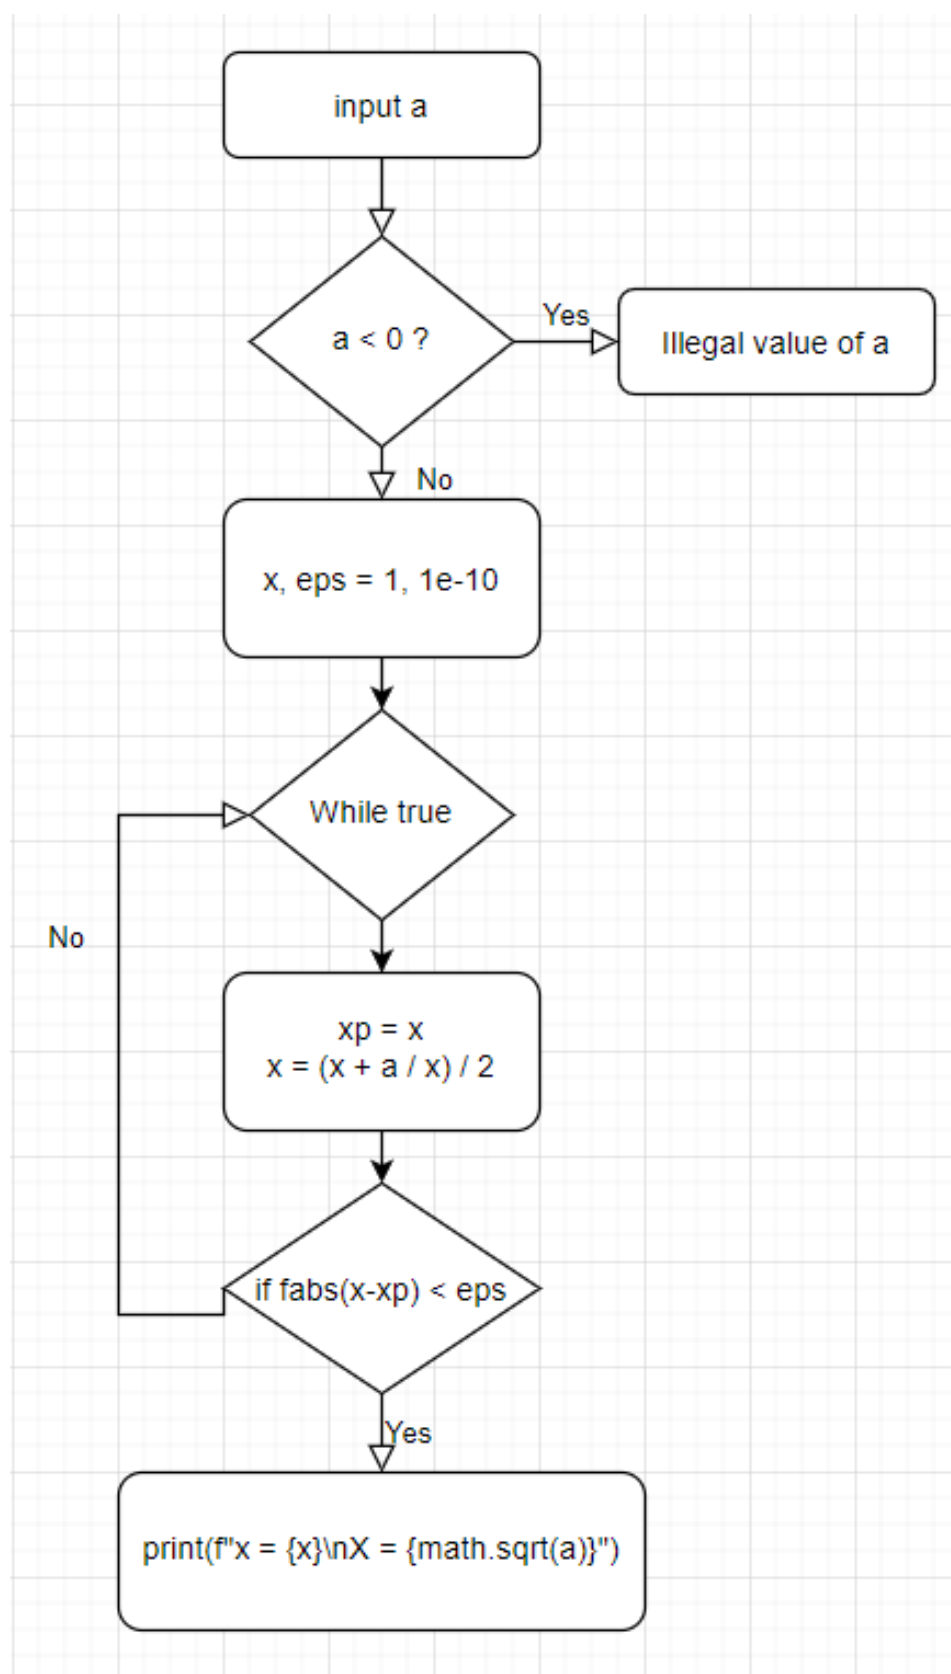 input a
a < 0 ?
Yes
Illegal value of a
No
x, eps = 1, 1e-10
While true
No
xp = x
x = (x + a / x) / 2
if fabs(x-xp) < eps
Yes
print(f"x = {x}\nX = {math.sqrt(a)}")